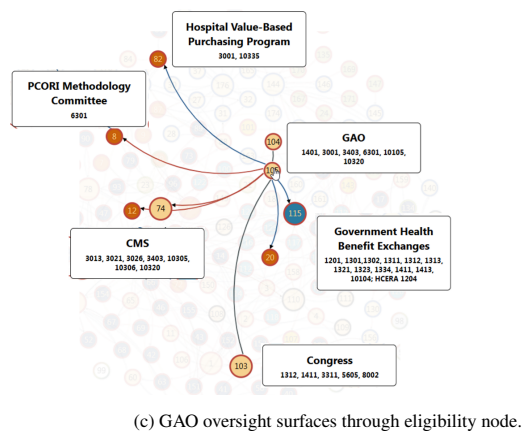 Hospital Value-Based
Purchasing Program
3001, 10335
82
PCORI Methodology
Committee
6301
8
104
GAO
1401, 3001, 3403, 6301, 10105,
10320
105
12
74
115
CMS
3013, 3021, 3026, 3403, 10305,
10306, 10320
Government Health
Benefit Exchanges
1201, 1301,1302, 1311, 1312, 1313,
1321, 1323, 1334, 1411, 1413,
10104; HCERA 1204
20
103
Congress
1312, 1411, 3311, 5605, 8002
(c) GAO oversight surfaces through eligibility node.